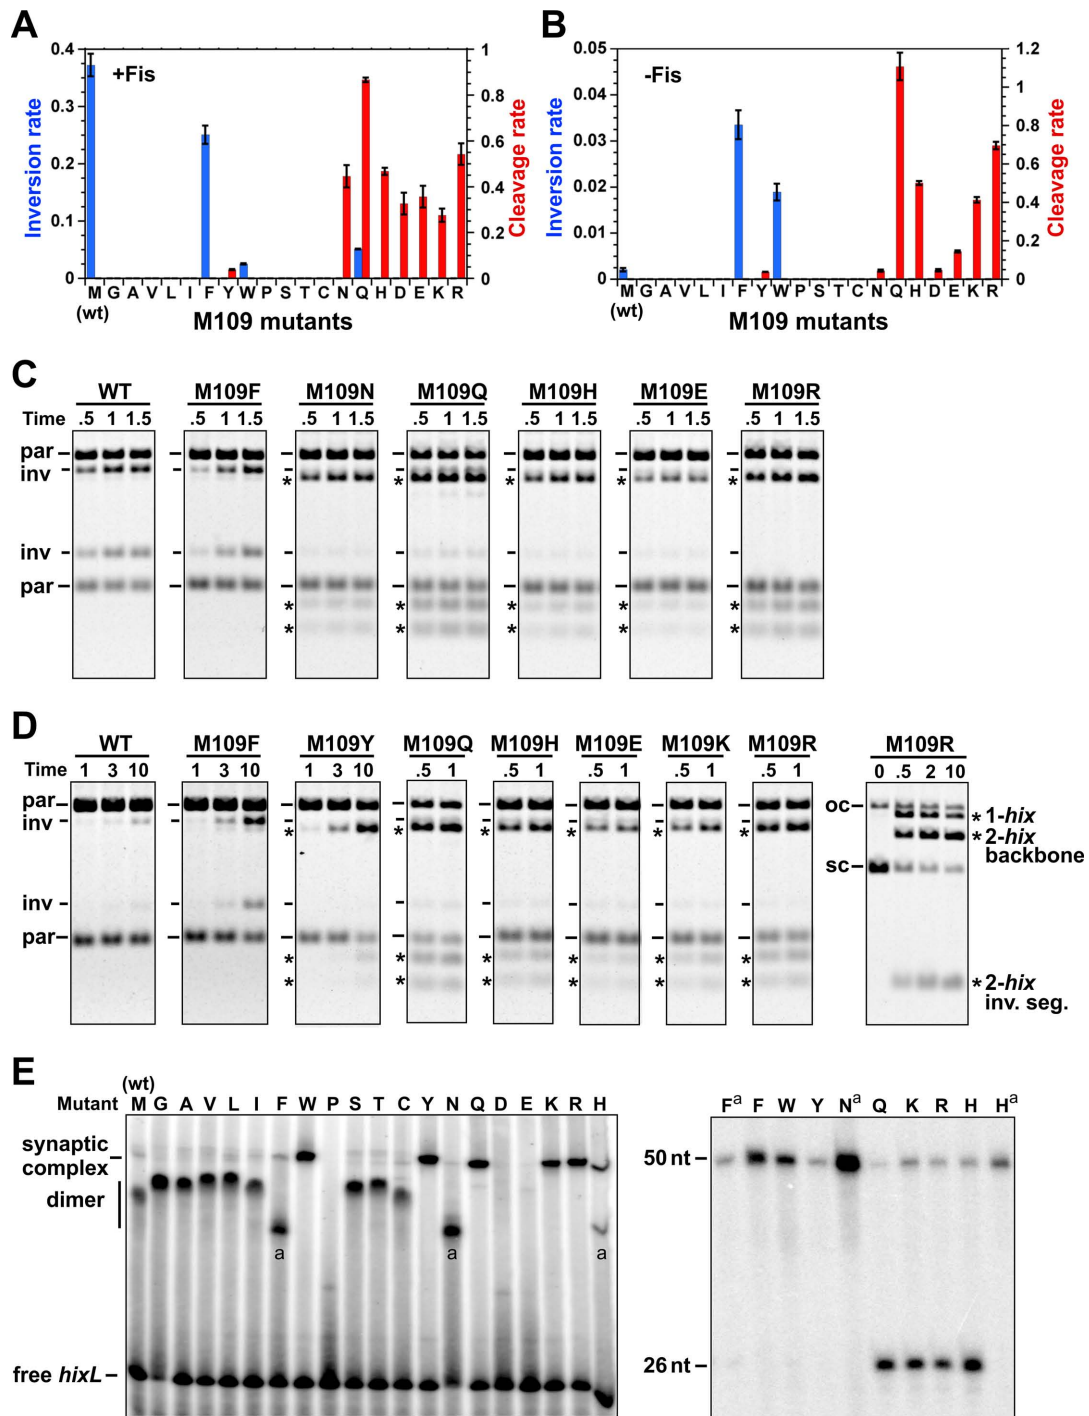 A
B
0.4
0.3
0.2
0.1
0
Inversion rate
+Fis
1
0.8
0.6
0.4
0.2
0
Cleavage rate
M G A V L I F Y W P S T C N Q H D E K R
(wt)
M109 mutants
0.05
0.04
0.03
0.02
0.01
0
Inversion rate
-Fis
1.2
1
0.8
0.6
0.4
0.2
0
Cleavage rate
M G A V L I F Y W P S T C N Q H D E K R
(wt)
M109 mutants
C
WT M109F M109N M109Q M109H M109E M109R
Time .5 1 1.5 .5 1 1.5 .5 1 1.5 .5 1 1.5 .5 1 1.5 .5 1 1.5 .5 1 1.5
par
inv
* * * * *
inv
par
* * * * *
* * * * *
D
WT M109F M109Y M109Q M109H M109E M109K M109R M109R
Time 1 3 10 1 3 10 1 3 10 .5 1 .5 1 .5 1 .5 1 .5 1 0 .5 2 10
par
inv
* * * * * *
inv
par
* * * * * *
* * * * * *
oc
* 1-hix
* 2-hix
backbone
sc
* 2-hix
inv. seg.
E
(wt)
Mutant M G A V L I F W P S T C Y N Q D E K R H
synaptic
complex
dimer
a a a
free hixL
Fa F W Y Na Q K R H Ha
50 nt
26 nt